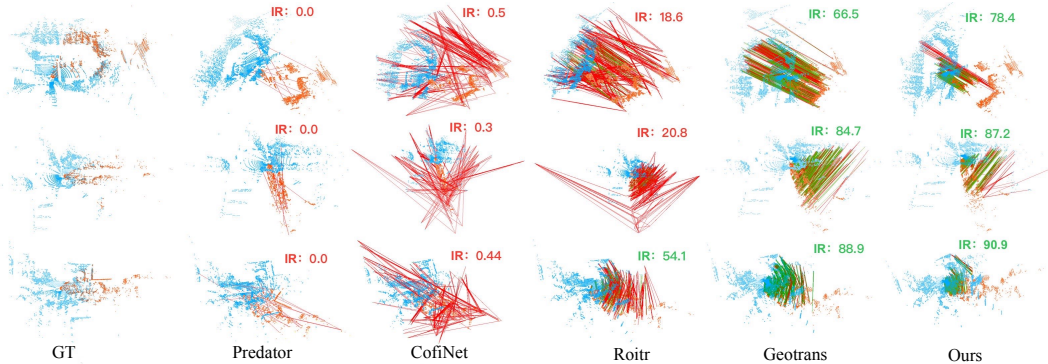 IR: 0.0
IR: 0.5
IR: 18.6
IR: 66.5
IR: 78.4
IR: 0.0
IR: 0.3
IR: 20.8
IR: 84.7
IR: 87.2
IR: 0.0
IR: 0.44
IR: 54.1
IR: 88.9
IR: 90.9
GT
Predator
CofiNet
Roitr
Geotrans
Ours